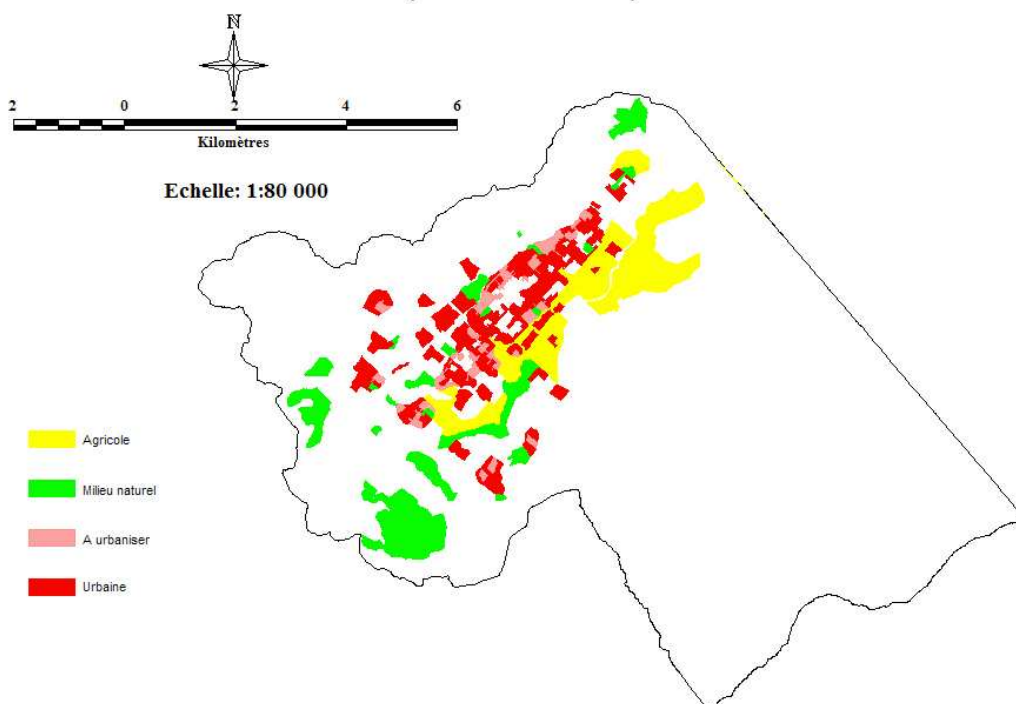 N
2 0 2 4 6
Kilomètres
Echelle: 1:80 000
Agricole
Milieu naturel
A urbaniser
Urbaine